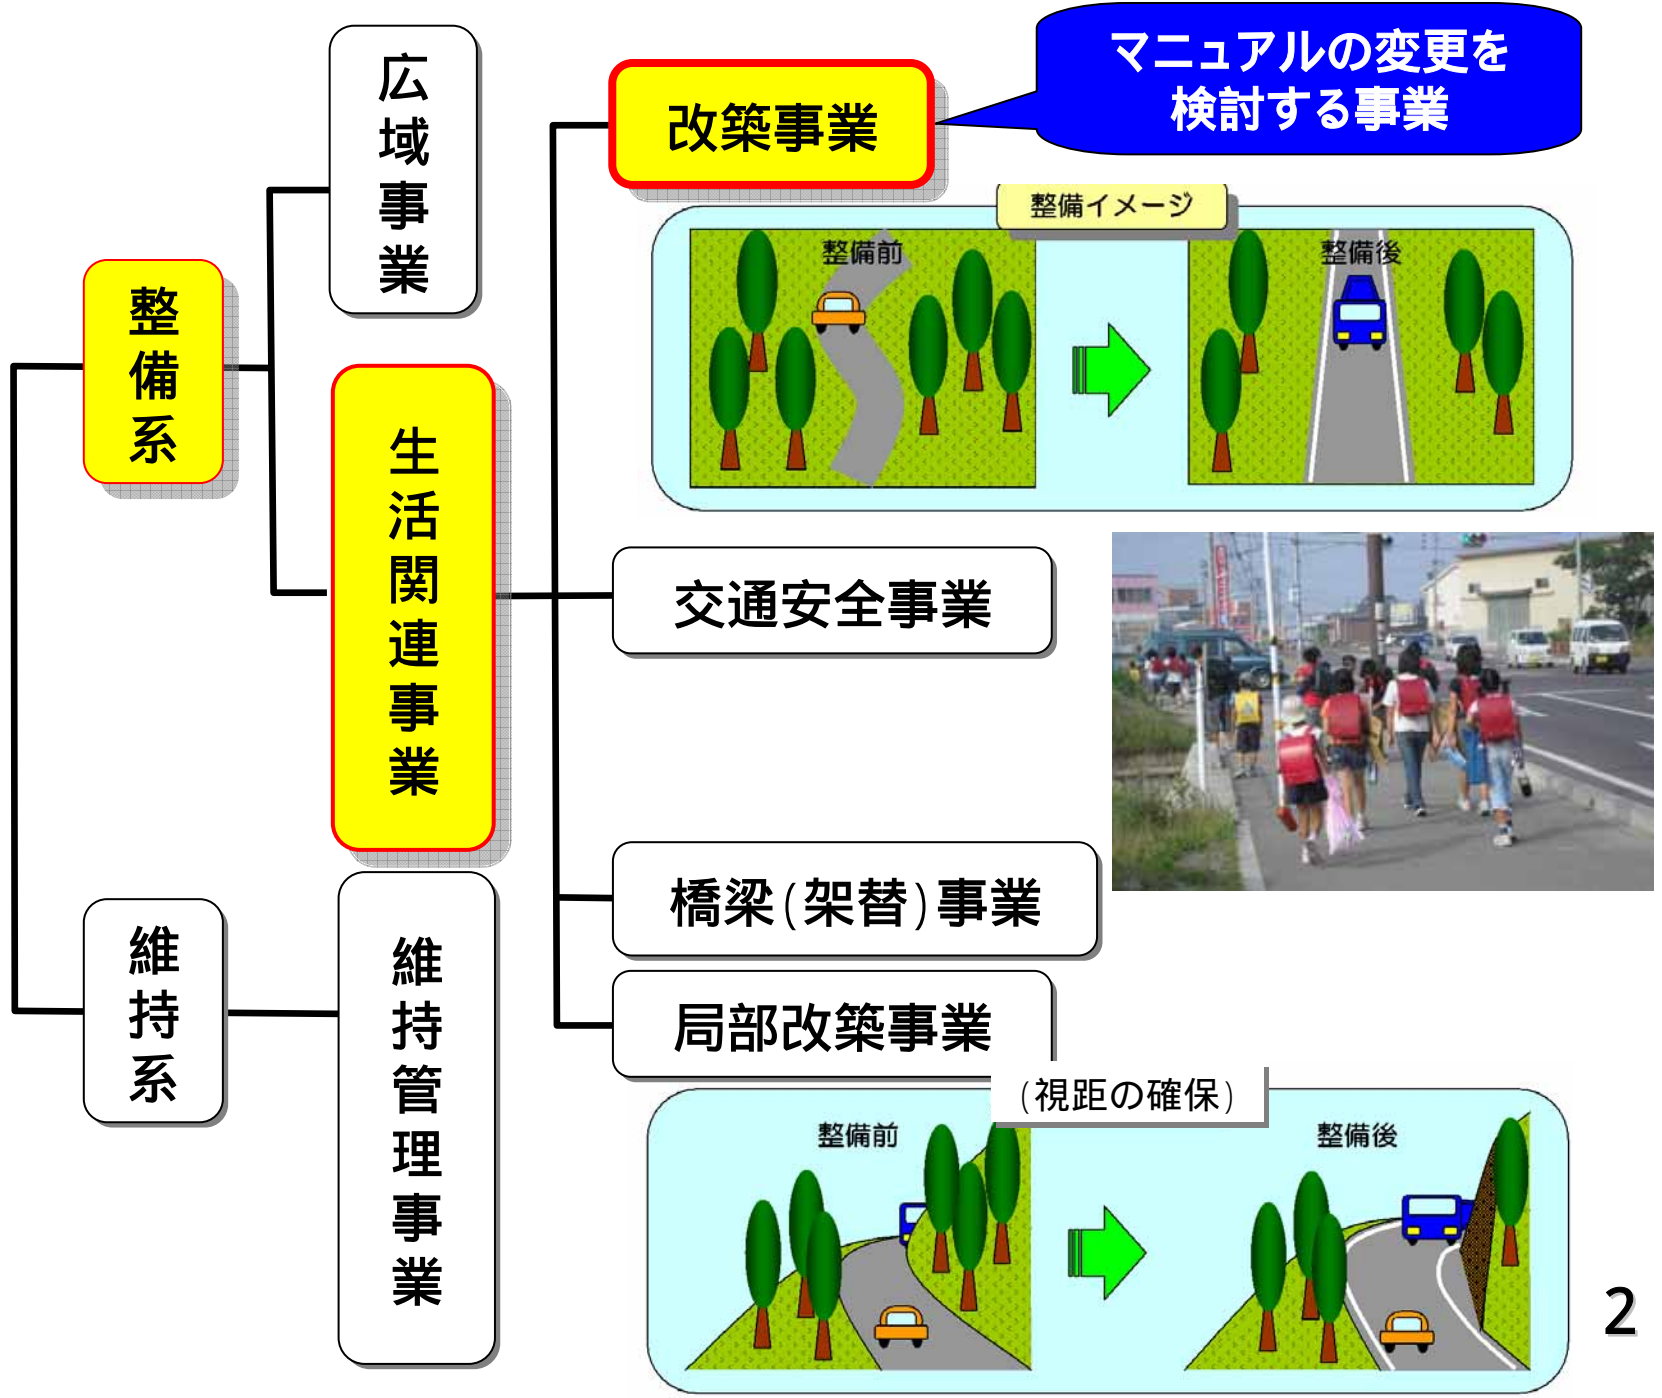 整備系
維持系
広域事業
生活関連事業
維持管理事業
改築事業
マニュアルの変更を
検討する事業
整備イメージ
整備前
整備後
交通安全事業
橋梁(架替)事業
局部改築事業
(視距の確保)
整備前
整備後
2